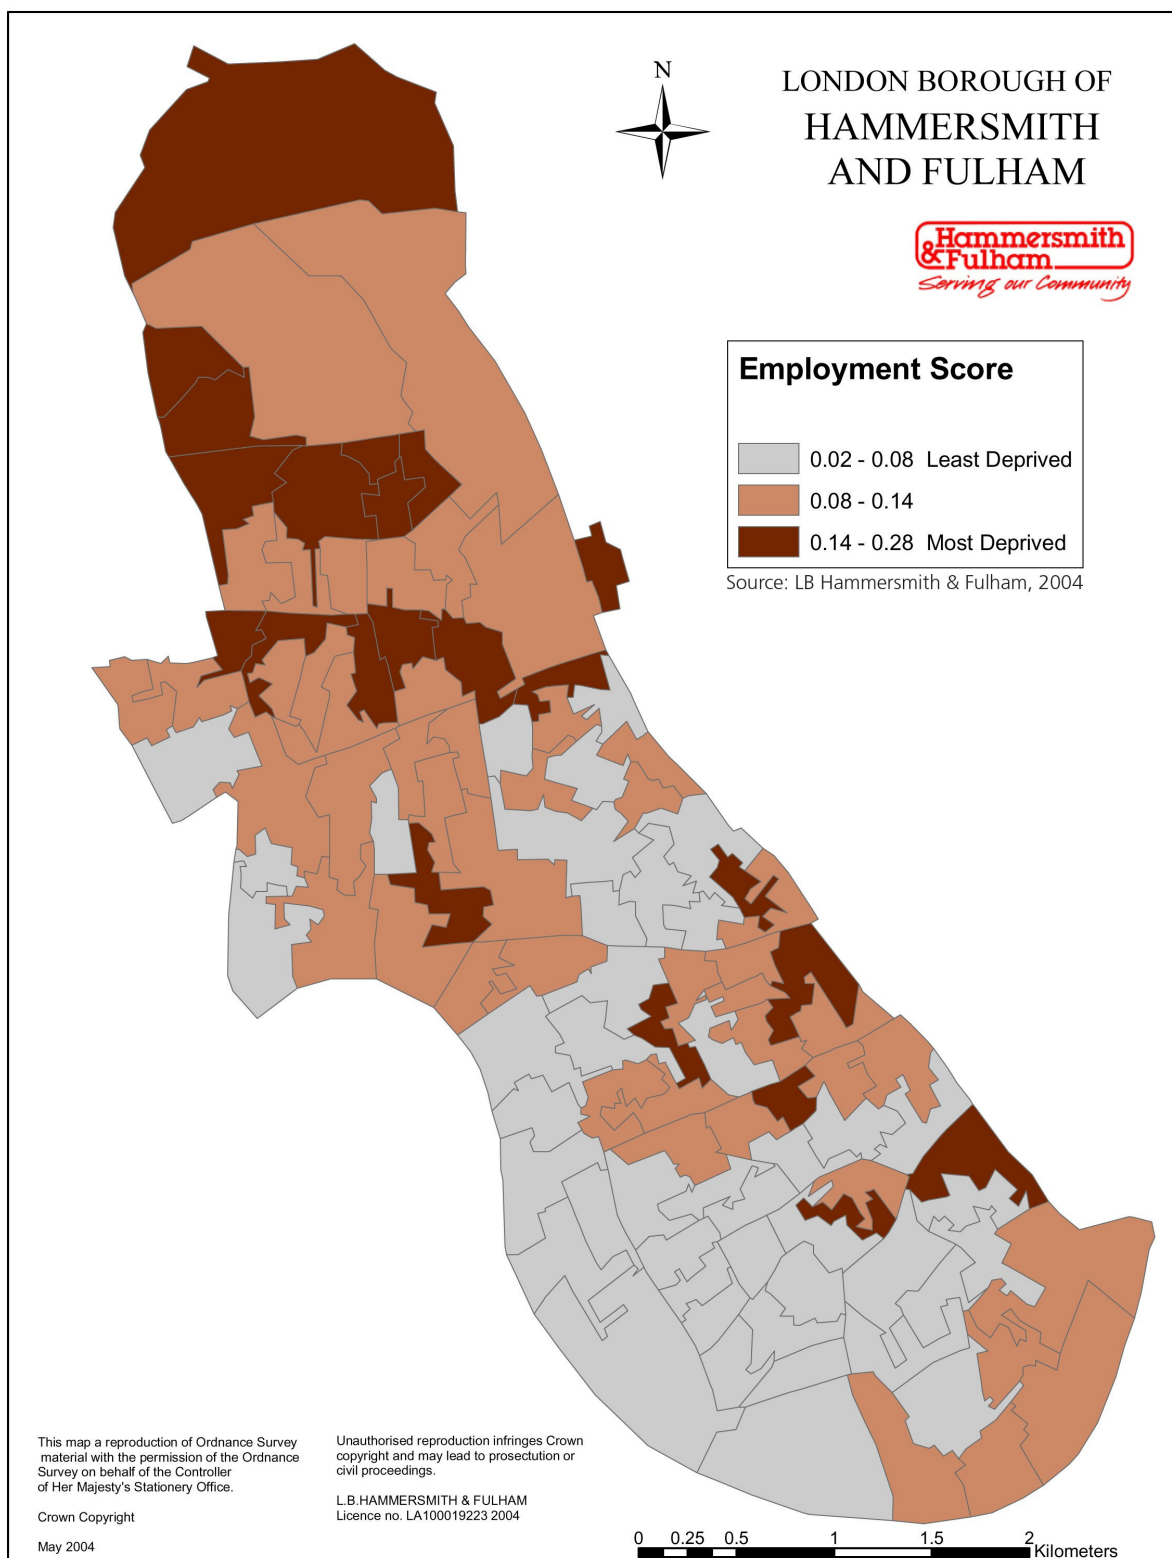 N
LONDON BOROUGH OF
HAMMERSMITH
AND FULHAM
Hammersmith
&Fulham
Serving our Community
Employment Score
0.02 - 0.08 Least Deprived
0.08 - 0.14
0.14 - 0.28 Most Deprived
Source: LB Hammersmith & Fulham, 2004
This map a reproduction of Ordnance Survey
material with the permission of the Ordnance
Survey on behalf of the Controller
of Her Majesty's Stationery Office.
Crown Copyright
May 2004
Unauthorised reproduction infringes Crown
copyright and may lead to prosecution or
civil proceedings.
L.B.HAMMERSMITH & FULHAM
Licence no. LA100019223 2004
0 0.25 0.5 1 1.5 2
Kilometers